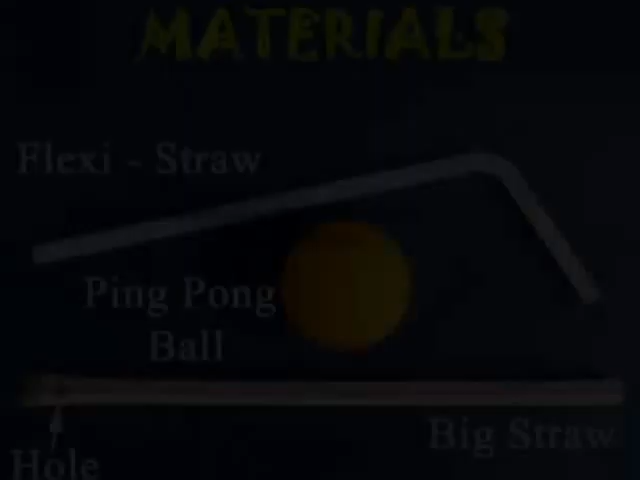 MATERIALS
Flexi - Straw
Ping Pong
Ball
Big Straw
Hole